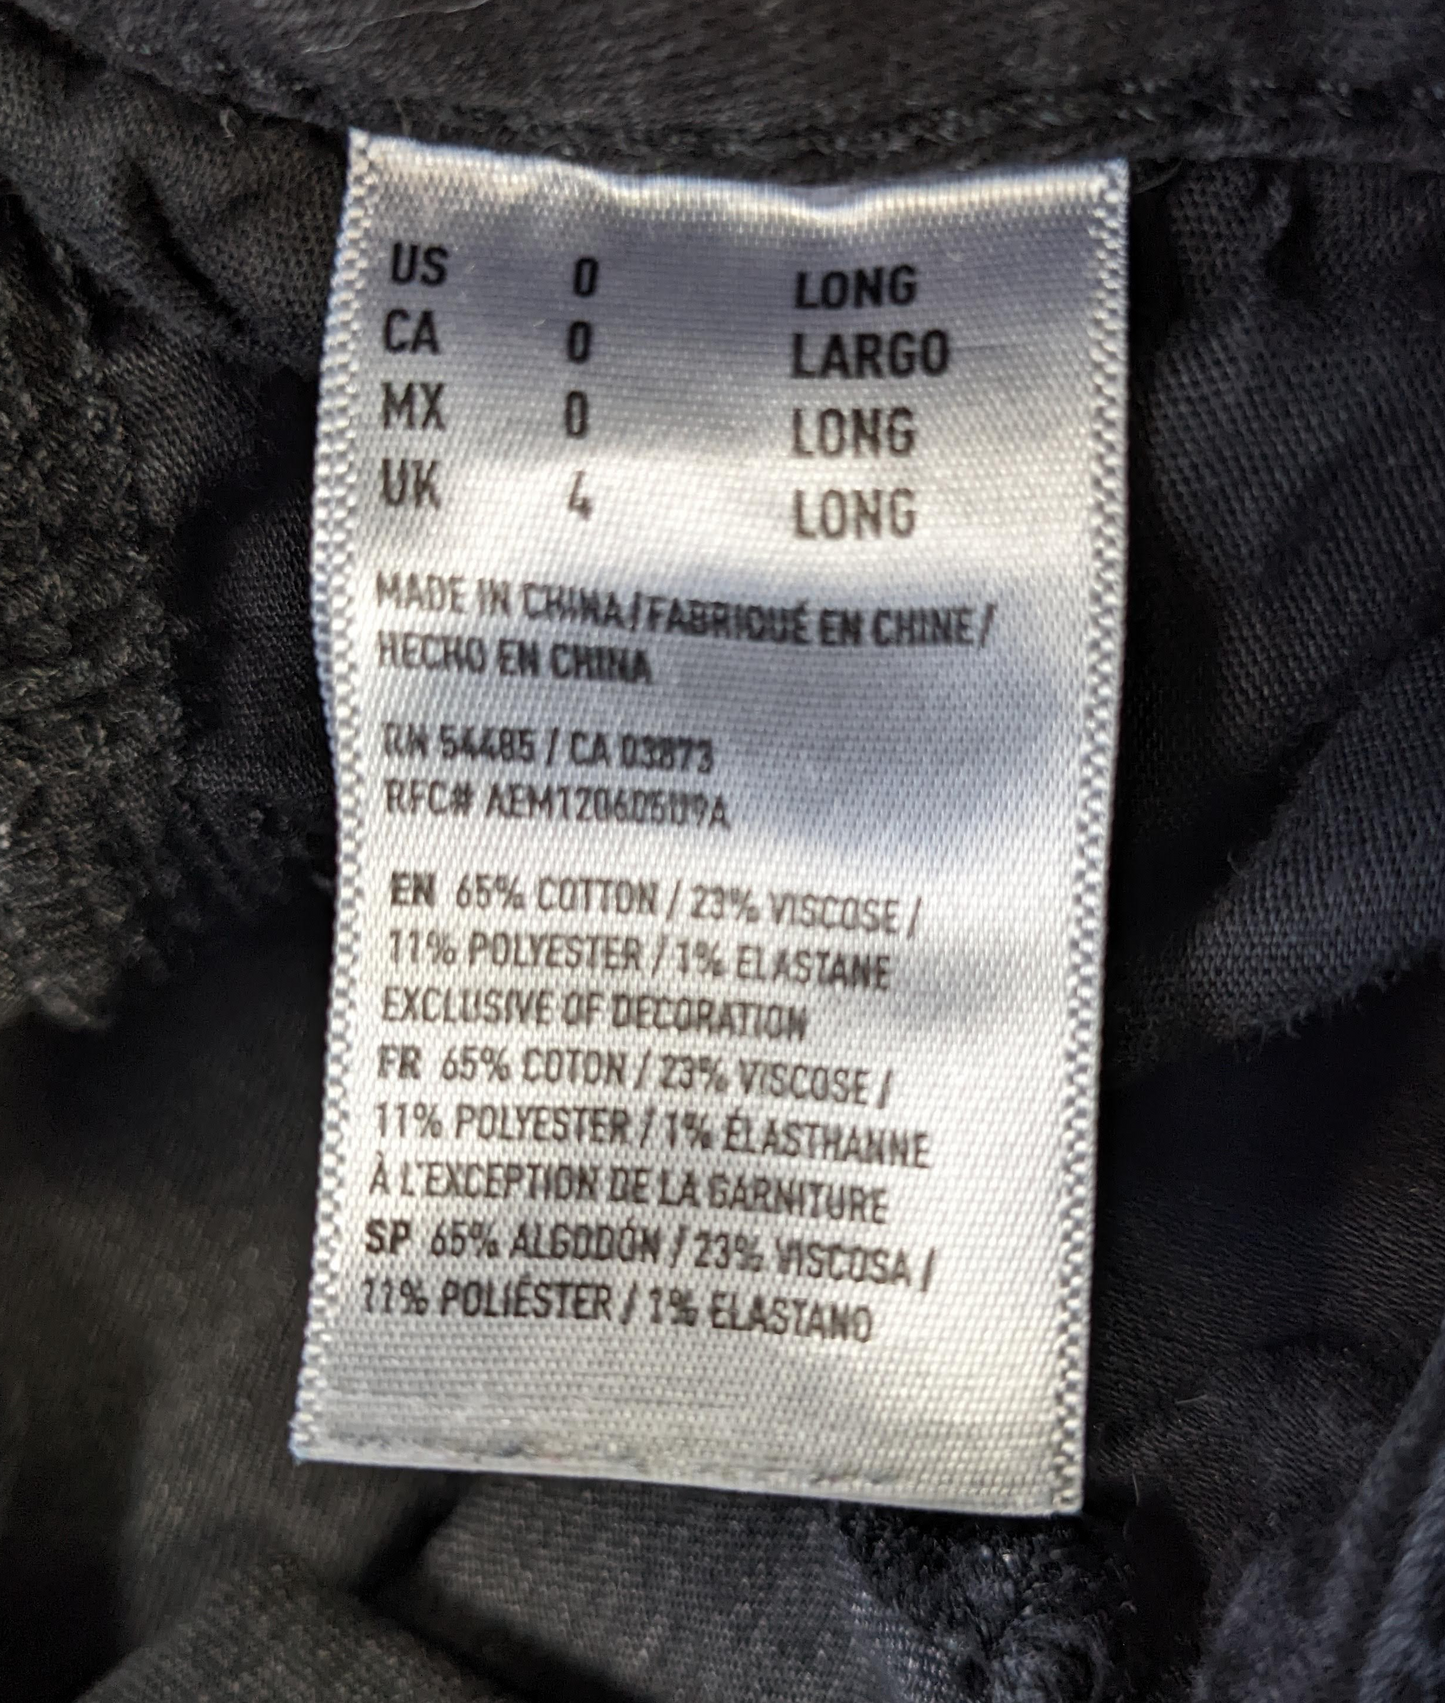 US 0 LONG
CA 0 LARGO
MX 0 LONG
UK 4 LONG
MADE IN CHINA/FABRIQUÉ EN CHINE/
HECHO EN CHINA
RN 54485 / CA 03873
RFC# AEM120605U9A
EN 65% COTTON / 23% VISCOSE /
11% POLYESTER / 1% ELASTANE
EXCLUSIVE OF DECORATION
FR 65% COTON / 23% VISCOSE /
11% POLYESTER / 1% ÉLASTHANNE
À L'EXCEPTION DE LA GARNITURE
SP 65% ALGODÓN / 23% VISCOSA /
11% POLIÉSTER / 1% ELASTANO